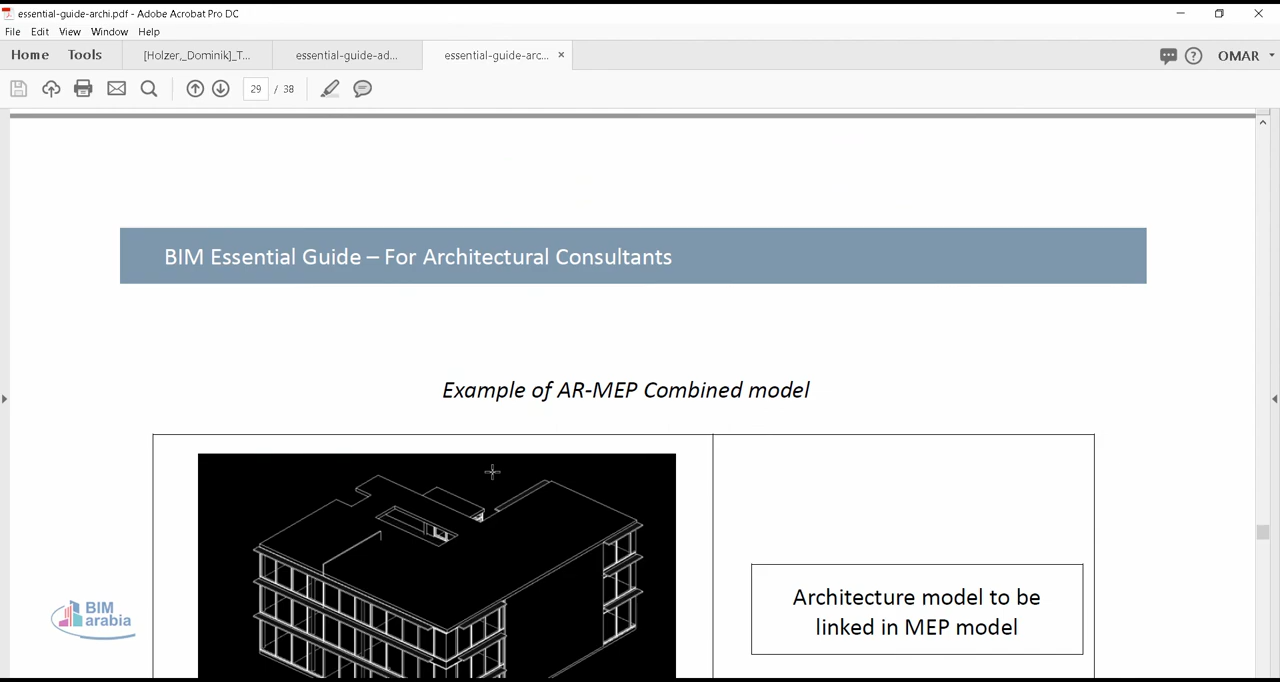 essential-guide-archi.pdf - Adobe Acrobat Pro DC
File Edit View Window Help
Home Tools [Holzer,_Dominik]_T... essential-guide-ad... essential-guide-arc... × OMAR
29 / 38
BIM Essential Guide – For Architectural Consultants
Example of AR-MEP Combined model
Architecture model to be
linked in MEP model
BIM
arabia